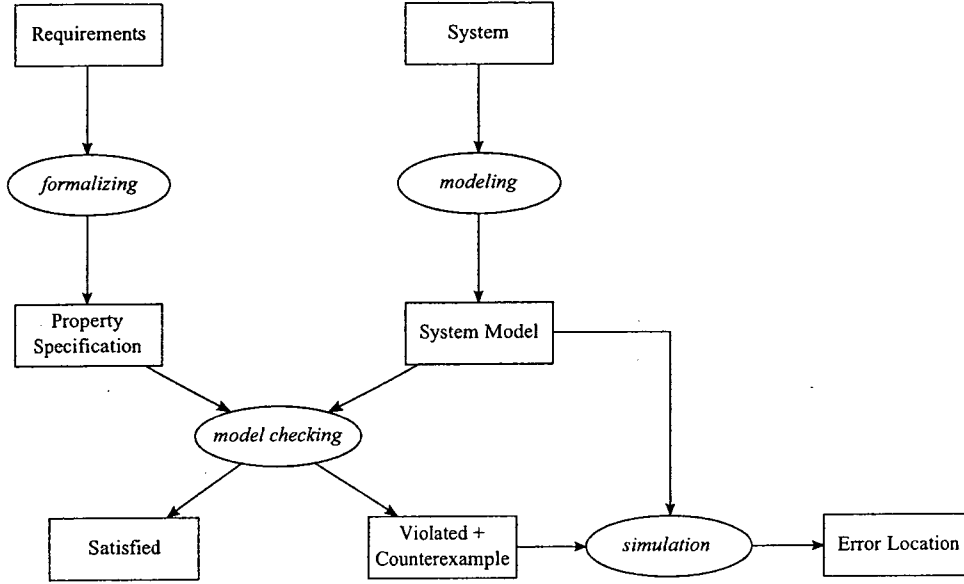 Requirements
System
formalizing
modeling
Property
Specification
System Model
model checking
Satisfied
Violated +
Counterexample
simulation
Error Location